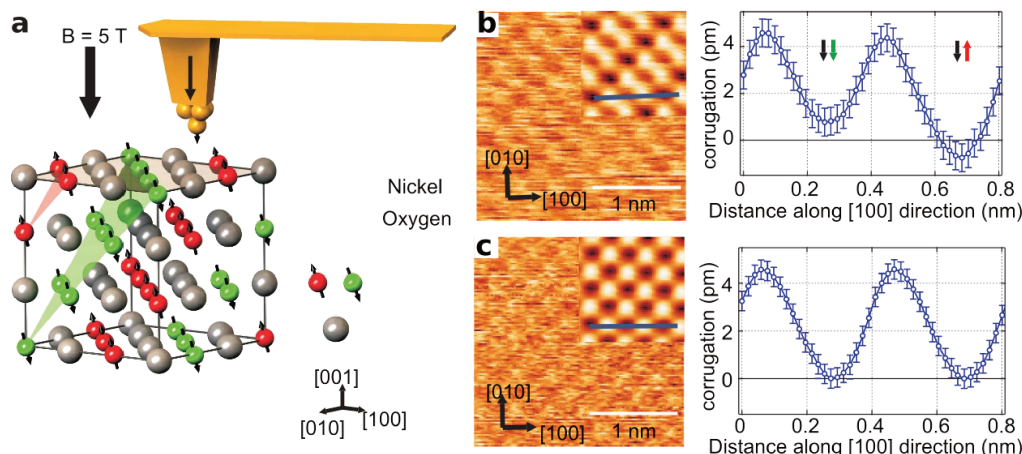 a
B = 5 T
Nickel
Oxygen
[001]
[010]
[100]
b
[010]
[100]
1 nm
corrugation (pm)
4
2
0
0
0.2
0.4
0.6
0.8
Distance along [100] direction (nm)
c
[010]
[100]
1 nm
corrugation (pm)
4
2
0
0
0.2
0.4
0.6
0.8
Distance along [100] direction (nm)